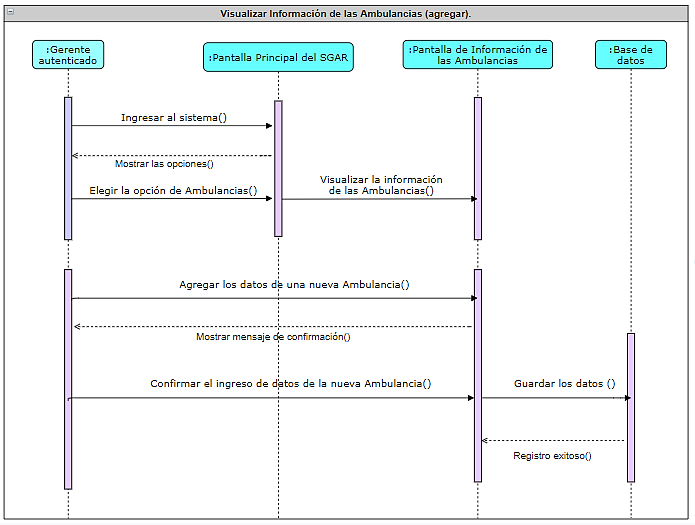 Visualizar Información de las Ambulancias (agregar).
:Gerente
autenticado
:Pantalla Principal del SGAR
:Pantalla de Información de
las Ambulancias
:Base de
datos
Ingresar al sistema()
Mostrar las opciones()
Elegir la opción de Ambulancias()
Visualizar la información
de las Ambulancias()
Agregar los datos de una nueva Ambulancia()
Mostrar mensaje de confirmación()
Confirmar el ingreso de datos de la nueva Ambulancia()
Guardar los datos ()
Registro exitoso()